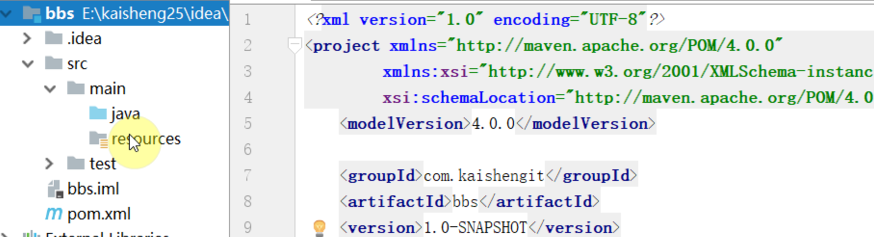 bbs E:\kaisheng25\idea\
.idea
src
main
java
resources
test
bbs.iml
pom.xml
External Libraries
1 <?xml version="1.0" encoding="UTF-8"?>
2 <project xmlns="http://maven.apache.org/POM/4.0.0"
3 xmlns:xsi="http://www.w3.org/2001/XMLSchema-instanc
4 xsi:schemaLocation="http://maven.apache.org/POM/4.0
5 <modelVersion>4.0.0</modelVersion>
6
7 <groupId>com.kaishengit</groupId>
8 <artifactId>bbs</artifactId>
9 <version>1.0-SNAPSHOT</version>